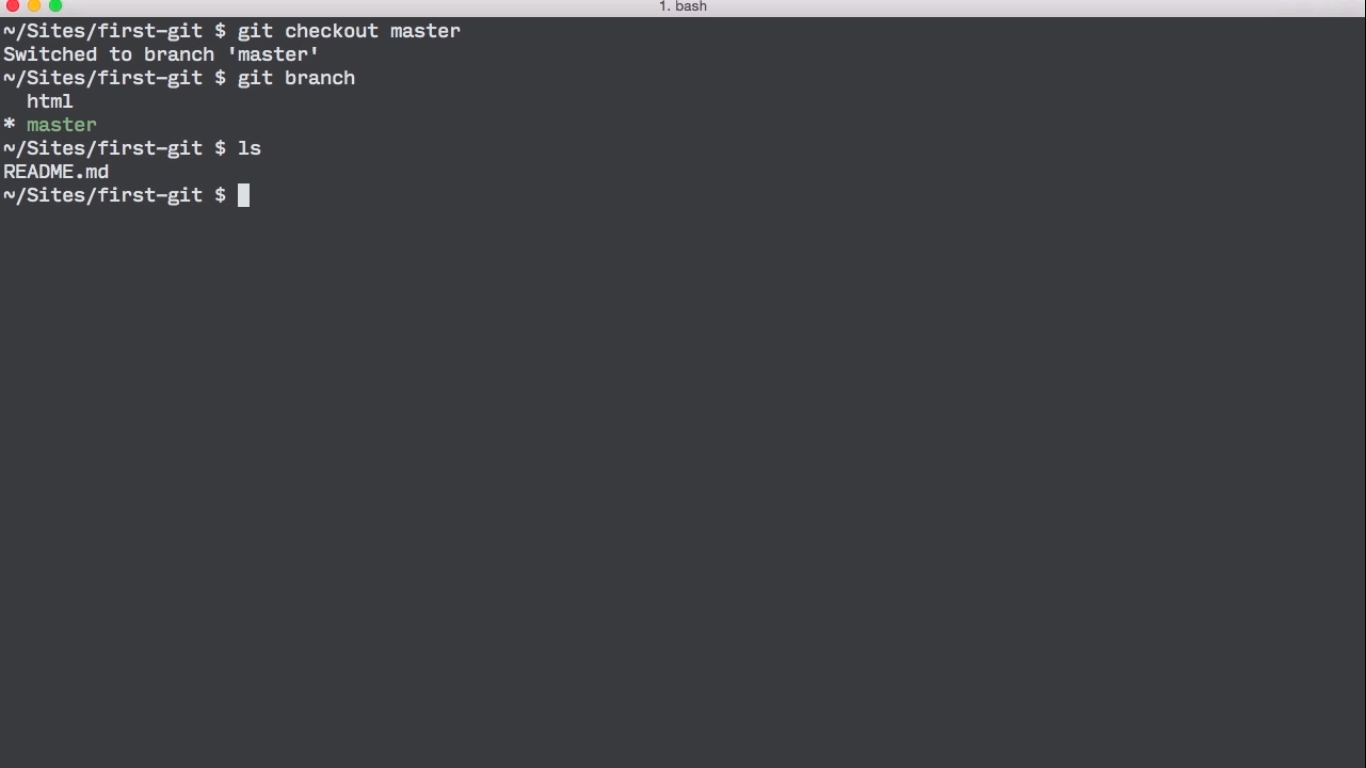 1. bash
~/Sites/first-git $ git checkout master
Switched to branch 'master'
~/Sites/first-git $ git branch
  html
* master
~/Sites/first-git $ ls
README.md
~/Sites/first-git $